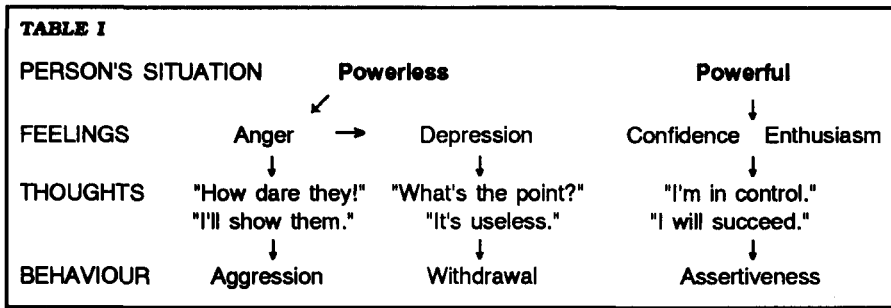 TABLE I
PERSON'S SITUATION Powerless Powerful
FEELINGS Anger Depression Confidence Enthusiasm
THOUGHTS "How dare they!" "What's the point?" "I'm in control."
"I'll show them." "It's useless." "I will succeed."
BEHAVIOUR Aggression Withdrawal Assertiveness